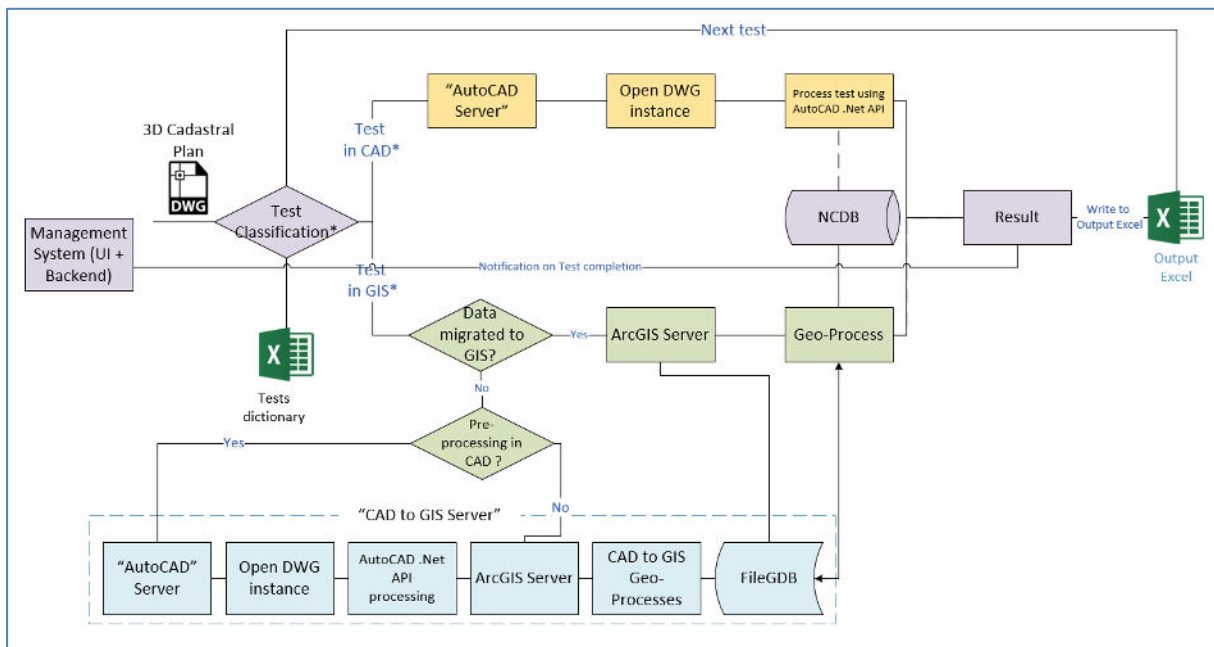 Next test
"AutoCAD
Server"
Open DWG
instance
Process test using
AutoCAD .Net API
3D Cadastral
Plan
DWG
Test
in CAD*
Test
Classification*
NCDB
Result
Write to
Output Excel
X
Output
Excel
Management
System (UI +
Backend)
Notification on Test completion
Test
in GIS*
Data
migrated to
GIS?
Yes
ArcGIS Server
Geo-Process
X
Tests
dictionary
No
Pre-
processing in
CAD ?
Yes
No
"CAD to GIS Server"
"AutoCAD"
Server
Open DWG
instance
AutoCAD .Net
API
processing
ArcGIS Server
CAD to GIS
Geo-
Processes
FileGDB